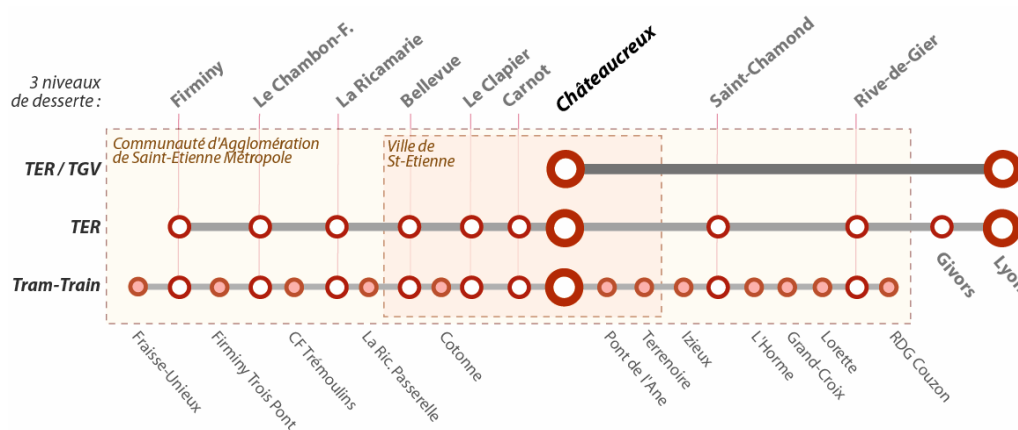 3 niveaux
de desserte :
Firminy
Le Chambon-F.
La Ricamarie
Bellevue
Le Clapier
Carnot
Châteaucreux
Saint-Chamond
Rive-de-Gier
Communauté d'Agglomération
de Saint-Etienne Métropole
Ville de
St-Etienne
TER / TGV
TER
Tram-Train
Givors
Lyon
Fraisse-Unieux
Firminy Trois Pont
CF Trémoulins
La Ric. Passerelle
Cotonne
Pont de l'Ane
Terrenoire
Izieux
L'Horme
Grand-Croix
Lorette
RDG Couzon